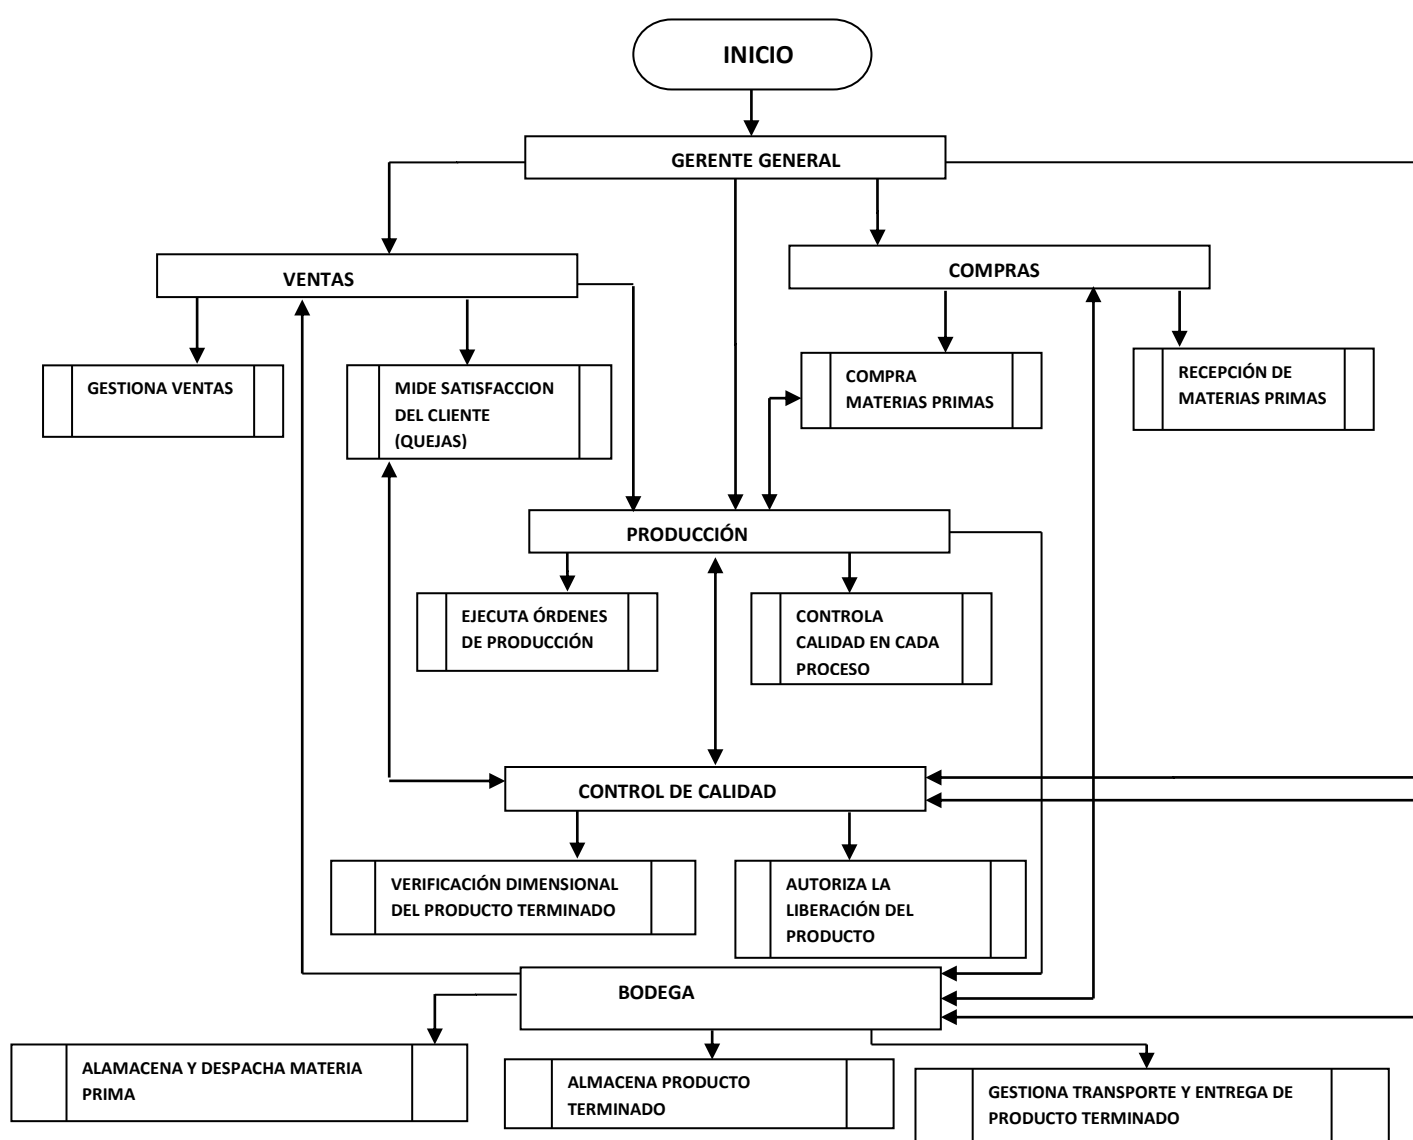 INICIO
GERENTE GENERAL
VENTAS
COMPRAS
GESTIONA VENTAS
MIDE SATISFACCION
DEL CLIENTE
(QUEJAS)
COMPRA
MATERIAS PRIMAS
RECEPCIÓN DE
MATERIAS PRIMAS
PRODUCCIÓN
EJECUTA ÓRDENES
DE PRODUCCIÓN
CONTROLA
CALIDAD EN CADA
PROCESO
CONTROL DE CALIDAD
VERIFICACIÓN DIMENSIONAL
DEL PRODUCTO TERMINADO
AUTORIZA LA
LIBERACIÓN DEL
PRODUCTO
BODEGA
ALAMACENA Y DESPACHA MATERIA
PRIMA
ALMACENA PRODUCTO
TERMINADO
GESTIONA TRANSPORTE Y ENTREGA DE
PRODUCTO TERMINADO